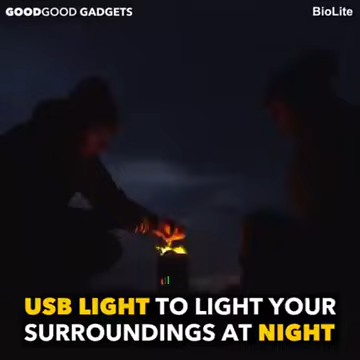 GOODGOOD GADGETS
BioLite
USB LIGHT TO LIGHT YOUR
SURROUNDINGS AT NIGHT